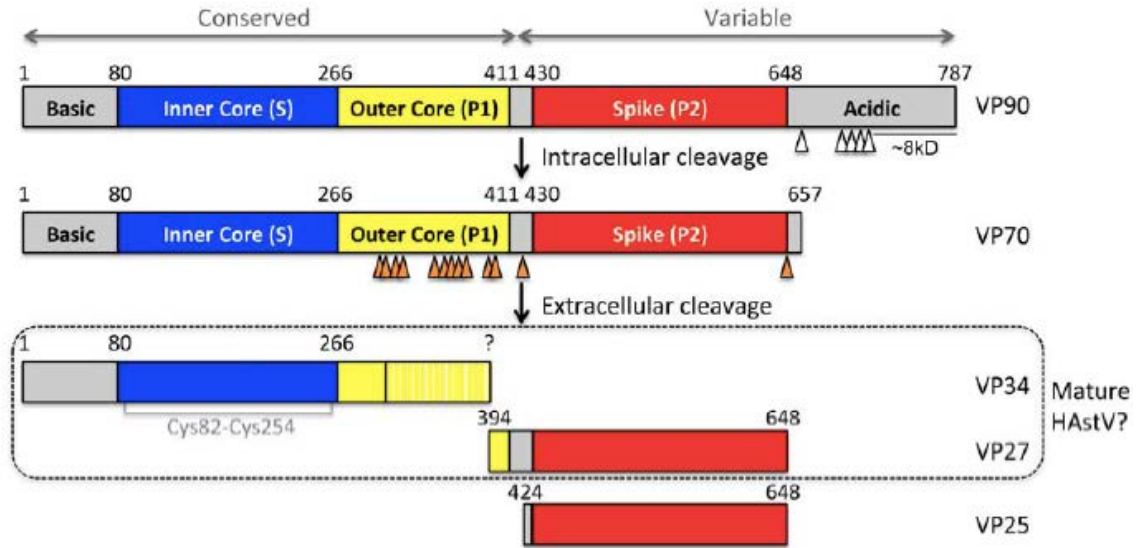 Conserved Variable
1 80 266 411 430 648 787
Basic Inner Core (S) Outer Core (P1) Spike (P2) Acidic VP90
~8kD
Intracellular cleavage
1 80 266 411 430 657
Basic Inner Core (S) Outer Core (P1) Spike (P2) VP70
Extracellular cleavage
1 80 266 ?
VP34
Mature
HAstV?
Cys82-Cys254
394 648
VP27
424 648
VP25